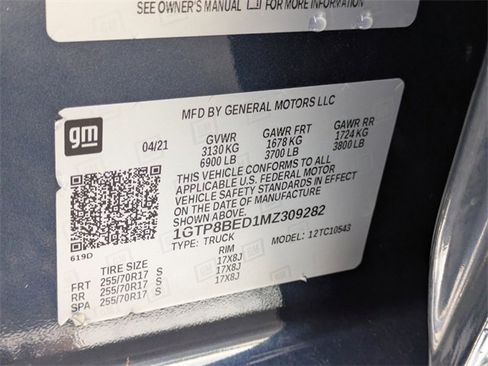 SEE OWNER'S MANUAL FOR MORE INFORMATION
MFD BY GENERAL MOTORS LLC
gm
04/21
GVWR GAWR FRT GAWR RR
3130 KG 1678 KG 1724 KG
6900 LB 3700 LB 3800 LB
THIS VEHICLE CONFORMS TO ALL
APPLICABLE U.S. FEDERAL MOTOR
VEHICLE SAFETY STANDARDS IN EFFECT
ON THE DATE OF MANUFACTURE SHOWN ABOVE.
1GTP8BED1MZ309282
TYPE: TRUCK MODEL: 12TC10543
619D
TIRE SIZE RIM
FRT 255/70R17 S 17X8J
RR 255/70R17 S 17X8J
SPA 255/70R17 S 17X8J